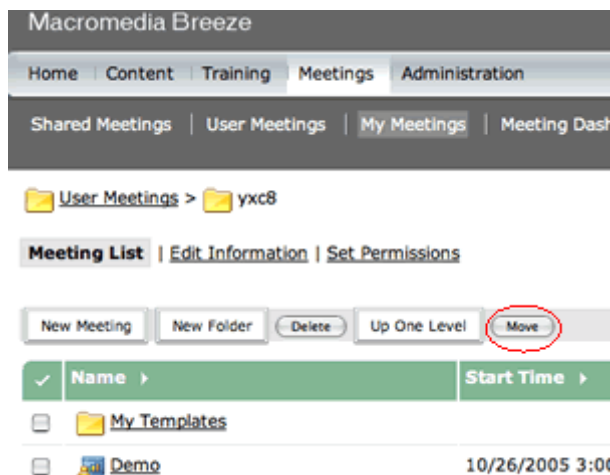 Macromedia Breeze
Home Content Training Meetings Administration
Shared Meetings | User Meetings | My Meetings | Meeting Dash
User Meetings > yxc8
Meeting List | Edit Information | Set Permissions
New Meeting New Folder Delete Up One Level Move
Name Start Time
My Templates
Demo 10/26/2005 3:00